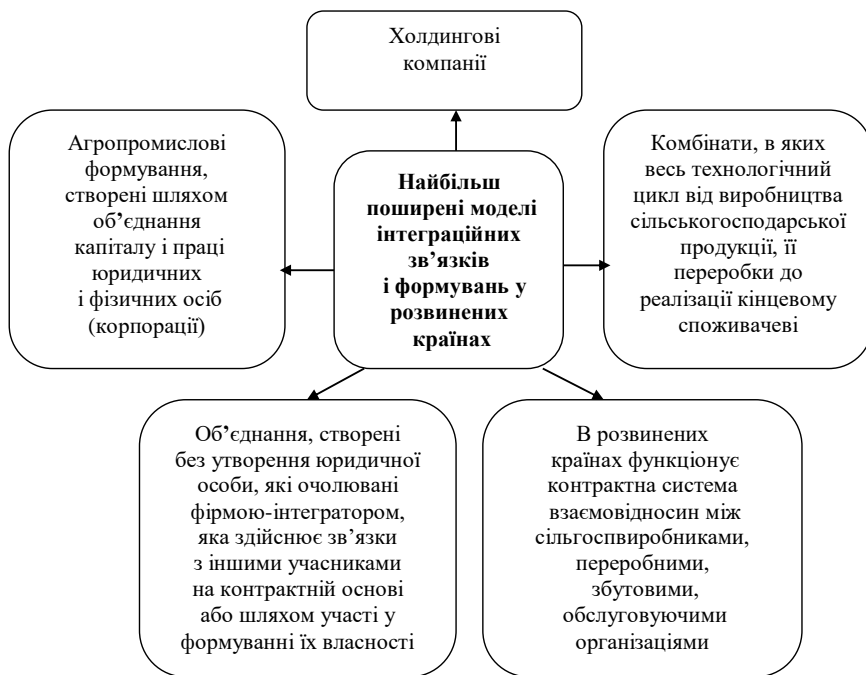 Холдингові
компанії
Агропромислові
формування,
створені шляхом
об’єднання
капіталу і праці
юридичних
і фізичних осіб
(корпорації)
Найбільш
поширені моделі
інтеграційних
зв’язків
і формувань у
розвинених
країнах
Комбінати, в яких
весь технологічний
цикл від виробництва
сільськогосподарської
продукції, її
переробки до
реалізації кінцевому
споживачеві
Об’єднання, створені
без утворення юридичної
особи, які очолювані
фірмою-інтегратором,
яка здійснює зв’язки
з іншими учасниками
на контрактній основі
або шляхом участі у
формуванні їх власності
В розвинених
країнах функціонує
контрактна система
взаємовідносин між
сільгоспвиробниками,
переробними,
збутовими,
обслуговуючими
організаціями